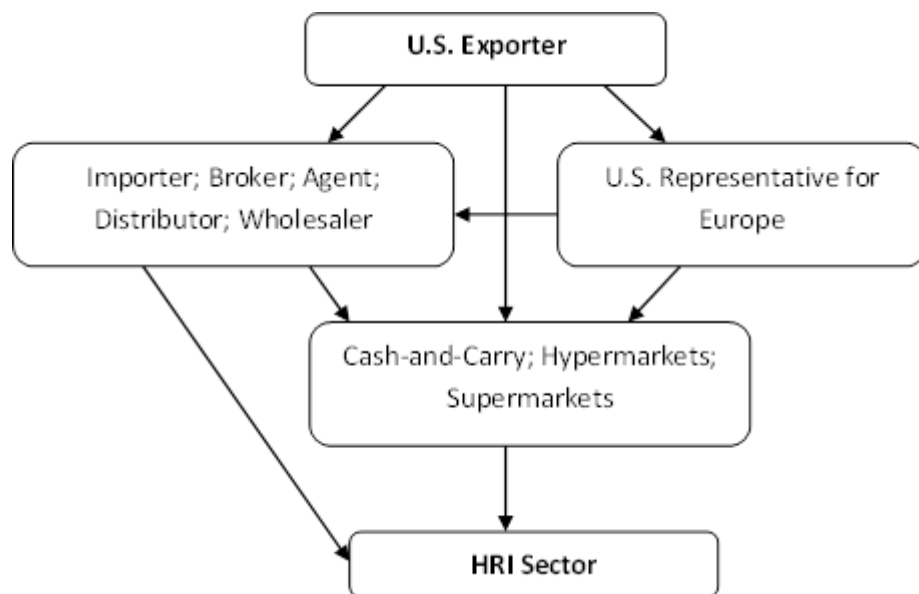 U.S. Exporter
Importer; Broker; Agent;
Distributor; Wholesaler
U.S. Representative for
Europe
Cash-and-Carry; Hypermarkets;
Supermarkets
HRI Sector